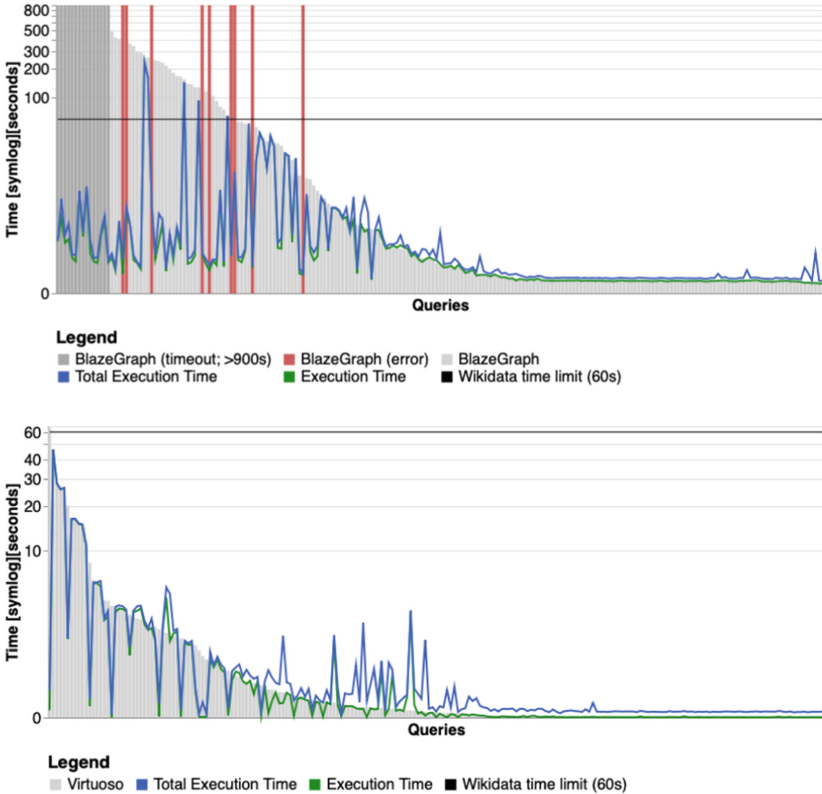 800
500
300
200
100
0
Time [symlog][seconds]
Queries
Legend
BlazeGraph (timeout; >900s) BlazeGraph (error) BlazeGraph
Total Execution Time Execution Time Wikidata time limit (60s)
60
40
30
20
10
0
Time [symlog][seconds]
Queries
Legend
Virtuoso Total Execution Time Execution Time Wikidata time limit (60s)